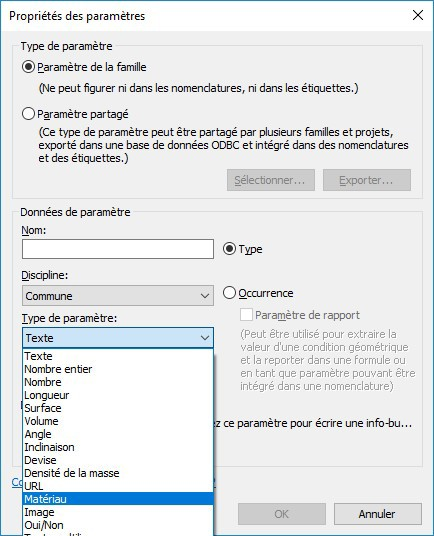 Propriétés des paramètres
Type de paramètre
Paramètre de la famille
(Ne peut figurer ni dans les nomenclatures, ni dans les étiquettes.)
Paramètre partagé
(Ce type de paramètre peut être partagé par plusieurs familles et projets,
exporté dans une base de données ODBC et intégré dans des nomenclatures
et des étiquettes.)
Sélectionner...
Exporter...
Données de paramètre
Nom:
Type
Discipline:
Commune
Occurrence
Paramètre de rapport
Type de paramètre:
Texte
(Peut être utilisé pour extraire la
valeur d'une condition géométrique
et la reporter dans une formule ou
en tant que paramètre pouvant être
intégré dans une nomenclature)
Texte
Nombre entier
Nombre
Longueur
Surface
Volume
Angle
Inclinaison
Devise
Densité de la masse
URL
Matériau
Image
Oui/Non
ce paramètre pour écrire une info-bu...
OK
Annuler